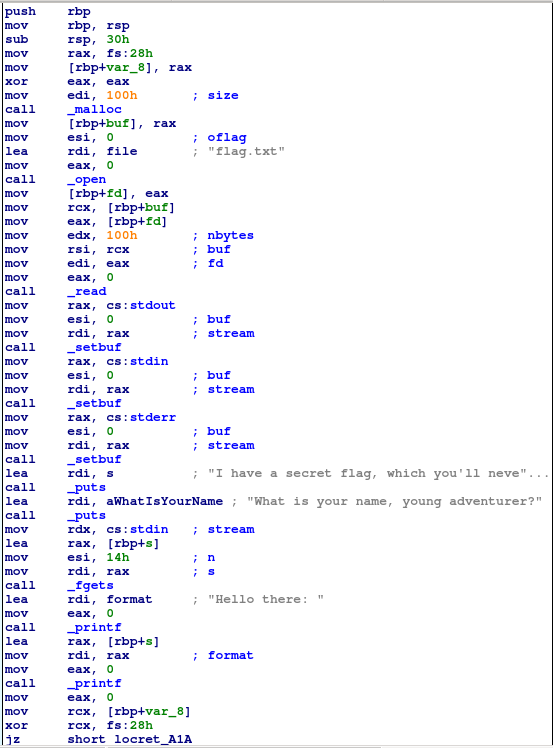 push rbp
mov rbp, rsp
sub rsp, 30h
mov rax, fs:28h
mov [rbp+var_8], rax
xor eax, eax
mov edi, 100h ; size
call _malloc
mov [rbp+buf], rax
mov esi, 0 ; oflag
lea rdi, file ; "flag.txt"
mov eax, 0
call _open
mov [rbp+fd], eax
mov rcx, [rbp+buf]
mov eax, [rbp+fd]
mov edx, 100h ; nbytes
mov rsi, rcx ; buf
mov edi, eax ; fd
mov eax, 0
call _read
mov rax, cs:stdout
mov esi, 0 ; buf
mov rdi, rax ; stream
call _setbuf
mov rax, cs:stdin
mov esi, 0 ; buf
mov rdi, rax ; stream
call _setbuf
mov rax, cs:stderr
mov esi, 0 ; buf
mov rdi, rax ; stream
call _setbuf
lea rdi, s ; "I have a secret flag, which you'll neve"...
call _puts
lea rdi, aWhatIsYourName ; "What is your name, young adventurer?"
call _puts
mov rdx, cs:stdin ; stream
lea rax, [rbp+s]
mov esi, 14h ; n
mov rdi, rax ; s
call _fgets
lea rdi, format ; "Hello there: "
mov eax, 0
call _printf
lea rax, [rbp+s]
mov rdi, rax ; format
mov eax, 0
call _printf
mov eax, 0
mov rcx, [rbp+var_8]
xor rcx, fs:28h
jz short locret_A1A